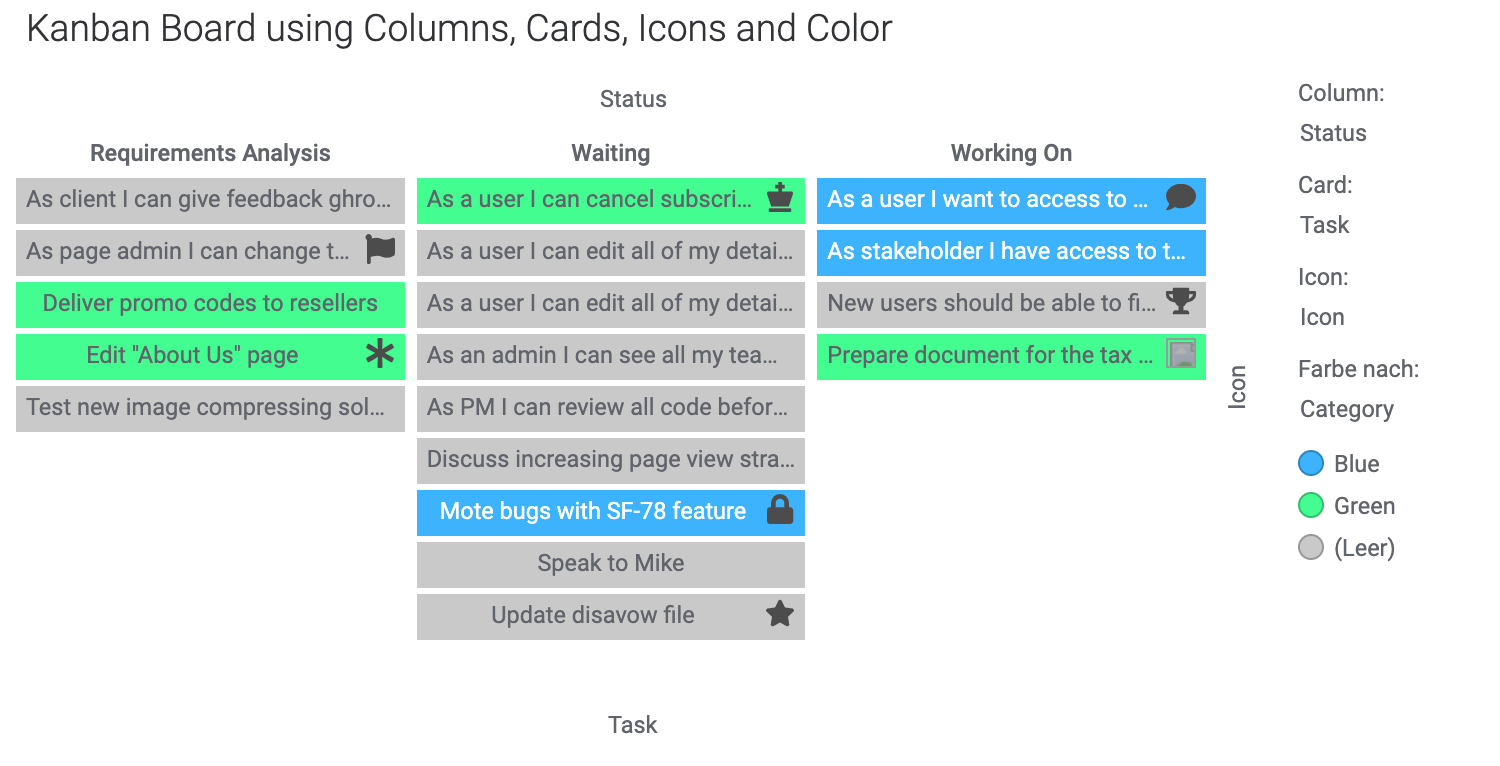 Kanban Board using Columns, Cards, Icons and Color
Status
Requirements Analysis
As client I can give feedback ghro...
As page admin I can change t...
Deliver promo codes to resellers
Edit "About Us" page
Test new image compressing sol...
Waiting
As a user I can cancel subscri...
As a user I can edit all of my detai...
As a user I can edit all of my detai...
As an admin I can see all my tea...
As PM I can review all code befor...
Discuss increasing page view stra...
Mote bugs with SF-78 feature
Speak to Mike
Update disavow file
Working On
As a user I want to access to ...
As stakeholder I have access to t...
New users should be able to fi...
Prepare document for the tax ...
Icon
Task
Column:
Status
Card:
Task
Icon:
Icon
Farbe nach:
Category
Blue
Green
(Leer)